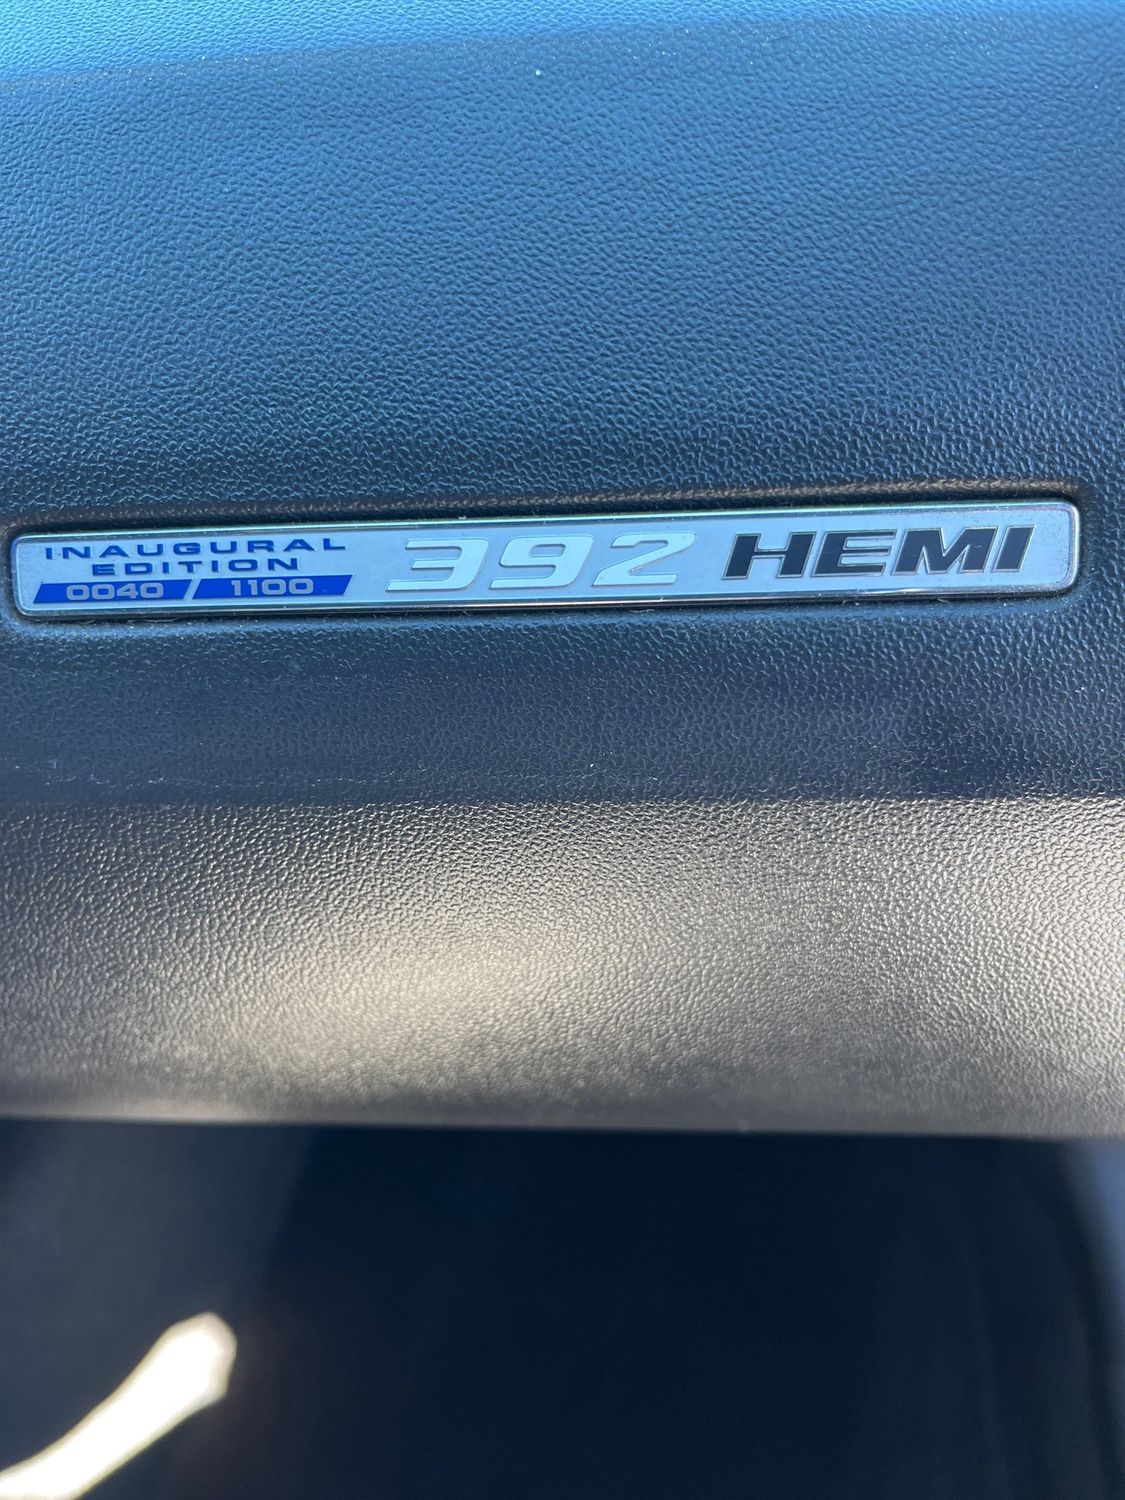 INAUGURAL
EDITION
0040 / 1100
392 HEMI